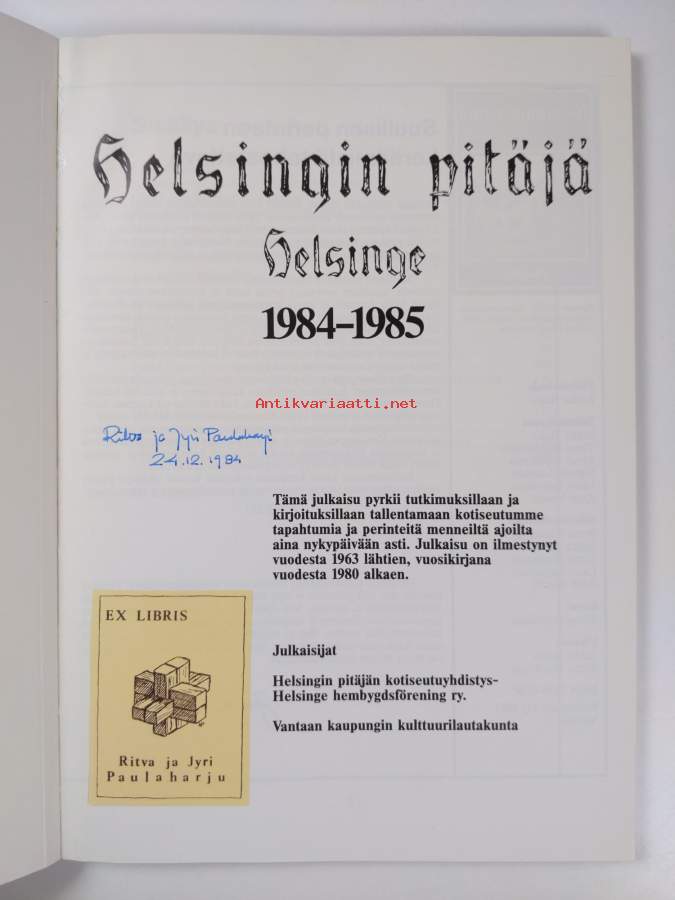 Helsingin pitäjä
Helsinge
1984–1985
Antikvariaatti.net
Ritva ja Jyri Paulaharju
24.12.1984
Tämä julkaisu pyrkii tutkimuksillaan ja
kirjoituksillaan tallentamaan kotiseutumme
tapahtumia ja perinteitä menneiltä ajoilta
aina nykypäivään asti. Julkaisu on ilmestynyt
vuodesta 1963 lähtien, vuosikirjana
vuodesta 1980 alkaen.
EX LIBRIS
Ritva ja Jyri
Paulaharju
Julkaisijat
Helsingin pitäjän kotiseutuyhdistys-
Helsinge hembygdsförening ry.
Vantaan kaupungin kulttuurilautakunta